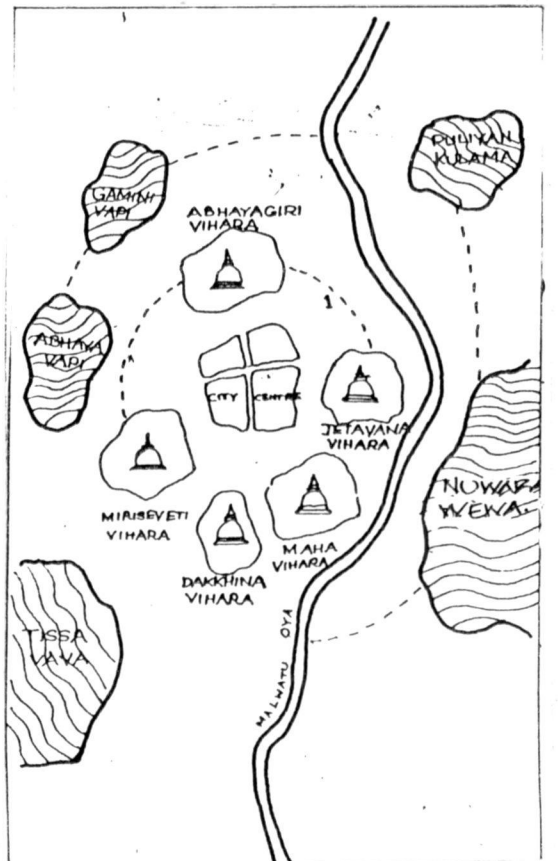 PULIYAN
KULAMA
GAMINI
VAPI
ABHAYAGIRI
VIHARA
1
ABHAYA
VAPI
CITY CENTRE
JETAVANA
VIHARA
NUWARA
WEWA.
MIRISEVETI
VIHARA
MAHA
VIHARA
DAKKHINA
VIHARA
TISSA
VAVA
MALWATU OYA